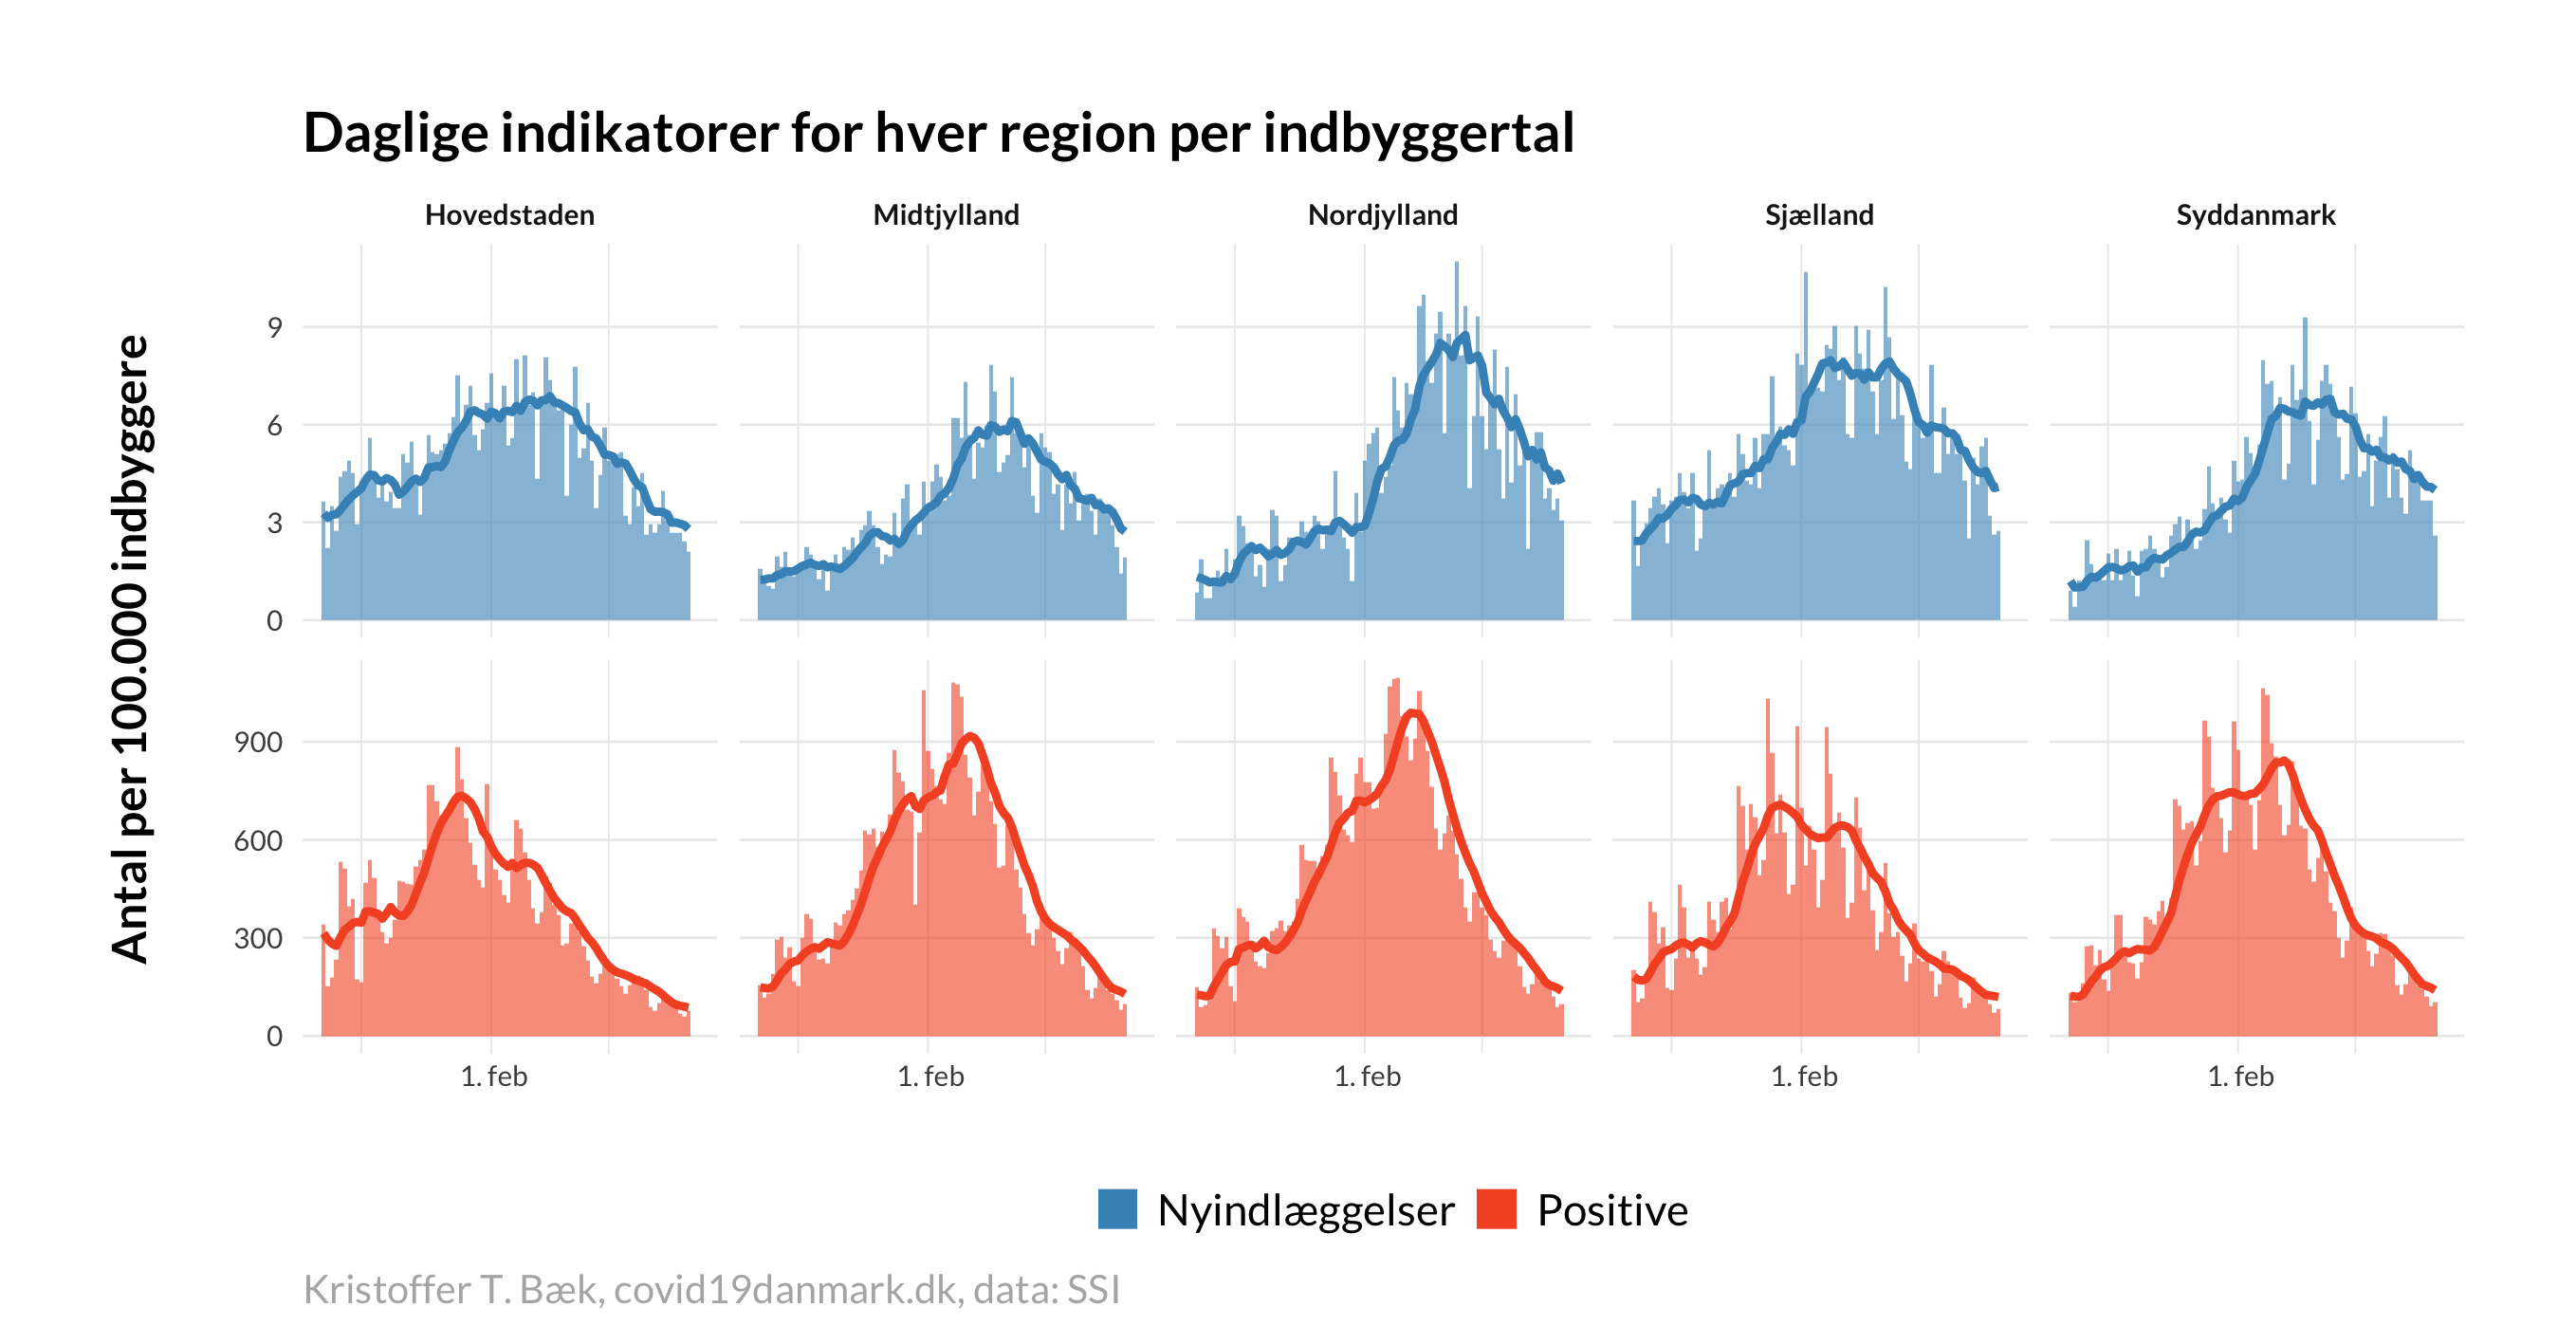 Daglige indikatorer for hver region per indbyggertal
Hovedstaden Midtjylland Nordjylland Sjælland Syddanmark
Antal per 100.000 indbyggere
9
6
3
0
900
600
300
0
1. feb 1. feb 1. feb 1. feb 1. feb
Nyindlæggelser Positive
Kristoffer T. Bæk, covid19danmark.dk, data: SSI